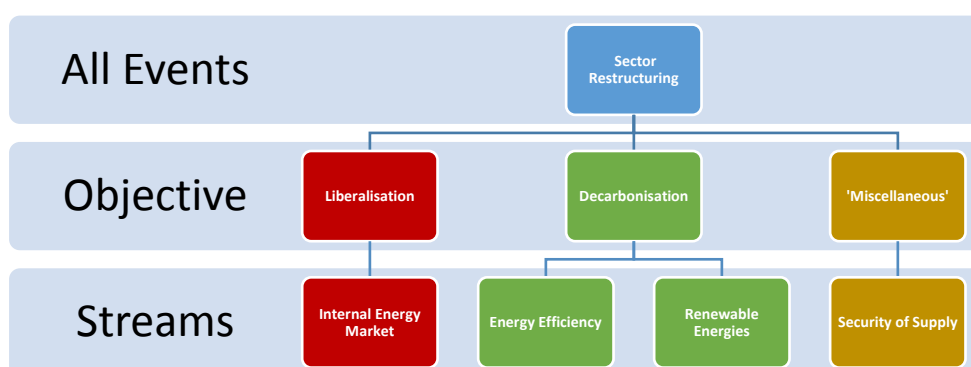 All Events
Sector
Restructuring
Objective
Liberalisation
Decarbonisation
'Miscellaneous'
Streams
Internal Energy
Market
Energy Efficiency
Renewable
Energies
Security of Supply